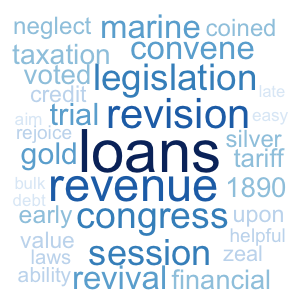 neglect marine coined
taxation convene
voted legislation
credit late
trial revision easy
aim
rejoice silver
gold loans tariff
bulk revenue 1890
debt
early congress upon
value helpful
laws session zeal
ability revival financial